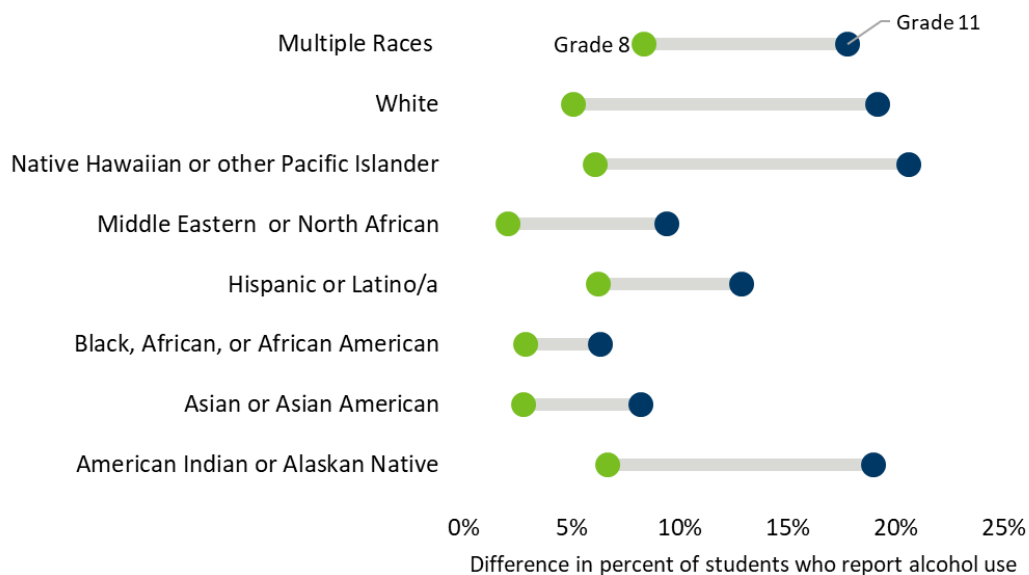 Grade 11
Multiple Races
Grade 8
White
Native Hawaiian or other Pacific Islander
Middle Eastern  or North African
Hispanic or Latino/a
Black, African, or African American
Asian or Asian American
American Indian or Alaskan Native
0% 5% 10% 15% 20% 25%
Difference in percent of students who report alcohol use